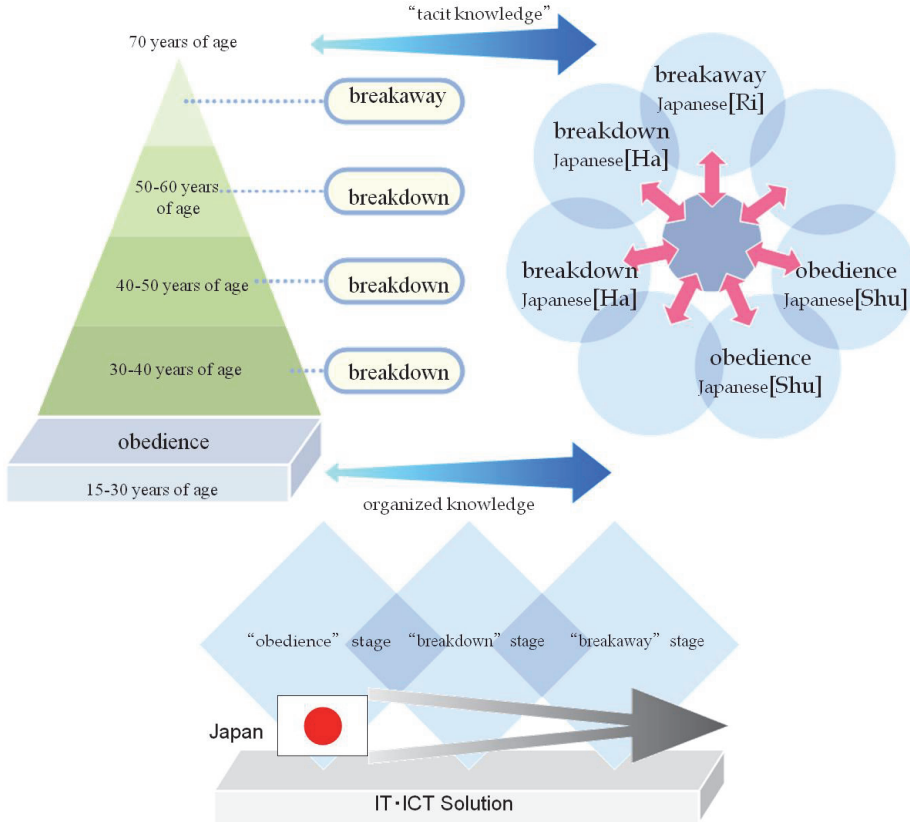 “tacit knowledge”
70 years of age
breakaway
50-60 years
of age
breakdown
40-50 years of age
breakdown
30-40 years of age
breakdown
obedience
15-30 years of age
breakaway
Japanese[Ri]
breakdown
Japanese[Ha]
breakdown
Japanese[Ha]
obedience
Japanese[Shu]
obedience
Japanese[Shu]
organized knowledge
“obedience” stage
“breakdown” stage
“breakaway” stage
Japan
IT・ICT Solution